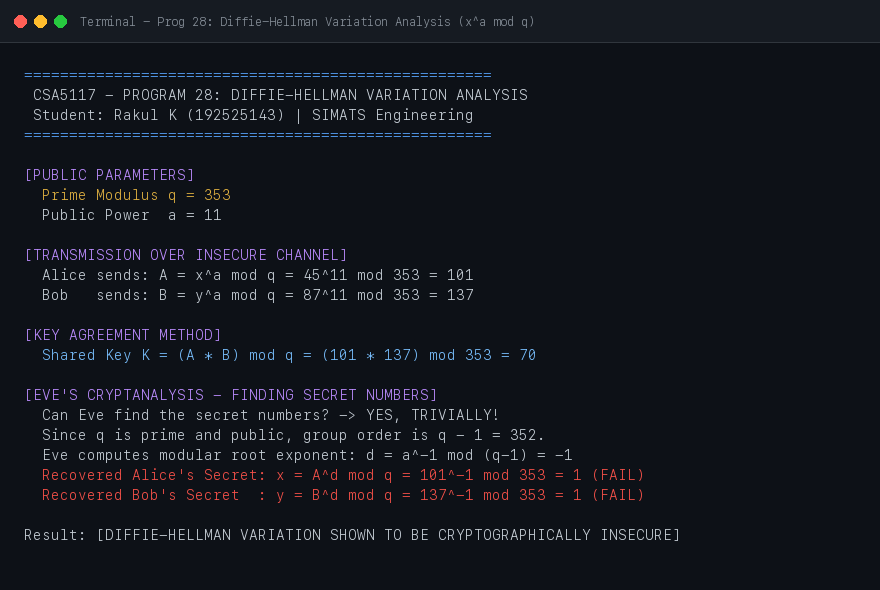 Terminal — Prog 28: Diffie-Hellman Variation Analysis (x^a mod q)
====================================================
CSA5117 - PROGRAM 28: DIFFIE-HELLMAN VARIATION ANALYSIS
Student: Rakul K (192525143) | SIMATS Engineering
====================================================
[PUBLIC PARAMETERS]
Prime Modulus q = 353
Public Power  a = 11
[TRANSMISSION OVER INSECURE CHANNEL]
Alice sends: A = x^a mod q = 45^11 mod 353 = 101
Bob   sends: B = y^a mod q = 87^11 mod 353 = 137
[KEY AGREEMENT METHOD]
Shared Key K = (A * B) mod q = (101 * 137) mod 353 = 70
[EVE'S CRYPTANALYSIS - FINDING SECRET NUMBERS]
Can Eve find the secret numbers? -> YES, TRIVIALLY!
Since q is prime and public, group order is q - 1 = 352.
Eve computes modular root exponent: d = a^-1 mod (q-1) = -1
Recovered Alice's Secret: x = A^d mod q = 101^-1 mod 353 = 1 (FAIL)
Recovered Bob's Secret  : y = B^d mod q = 137^-1 mod 353 = 1 (FAIL)
Result: [DIFFIE-HELLMAN VARIATION SHOWN TO BE CRYPTOGRAPHICALLY INSECURE]